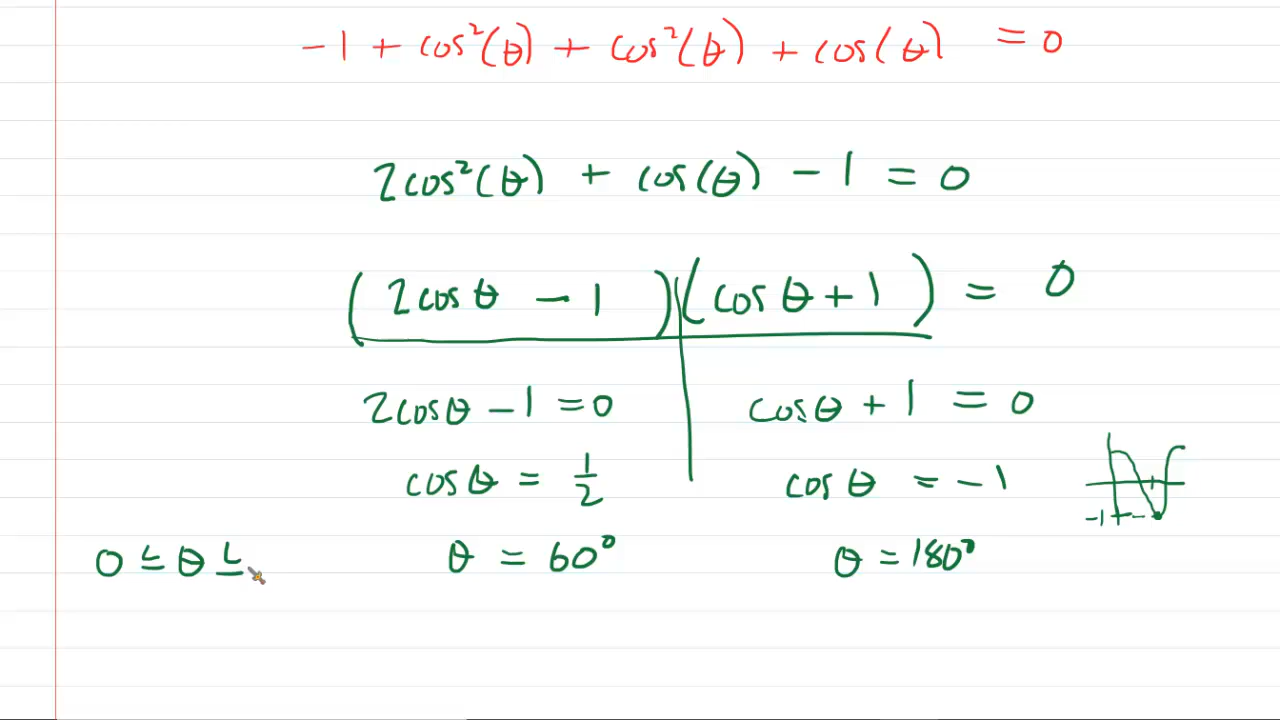 -1 + cos²(θ) + cos²(θ) + cos(θ) = 0
2cos²(θ) + cos(θ) - 1 = 0
(2cosθ - 1)(cosθ + 1) = 0
2cosθ - 1 = 0 cosθ + 1 = 0
cosθ = 1/2 cosθ = -1
-1
0 ≤ θ ≤ θ = 60° θ = 180°